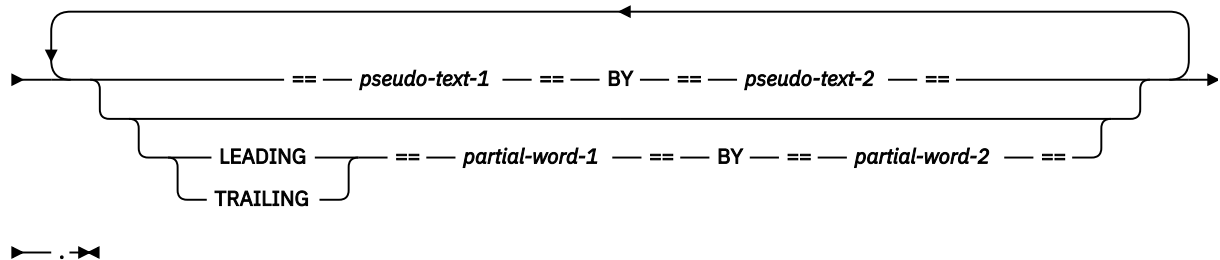 == pseudo-text-1 == BY == pseudo-text-2 ==
LEADING == partial-word-1 == BY == partial-word-2 ==
TRAILING
.